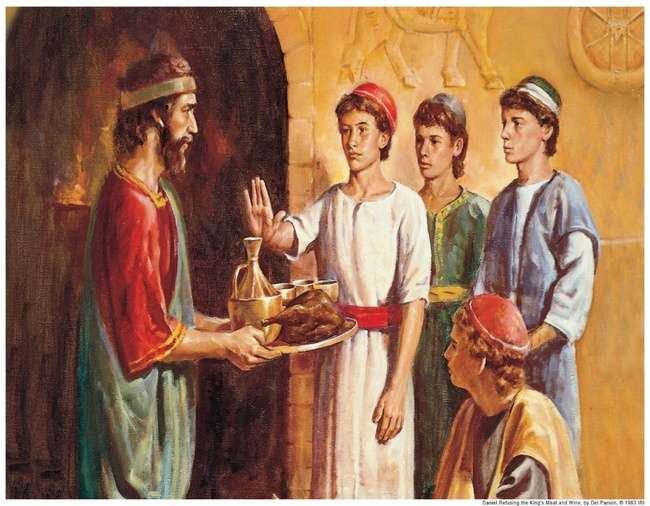 Daniel Refusing the King's Meat and Wine, by Del Parson, © 1983 IRI